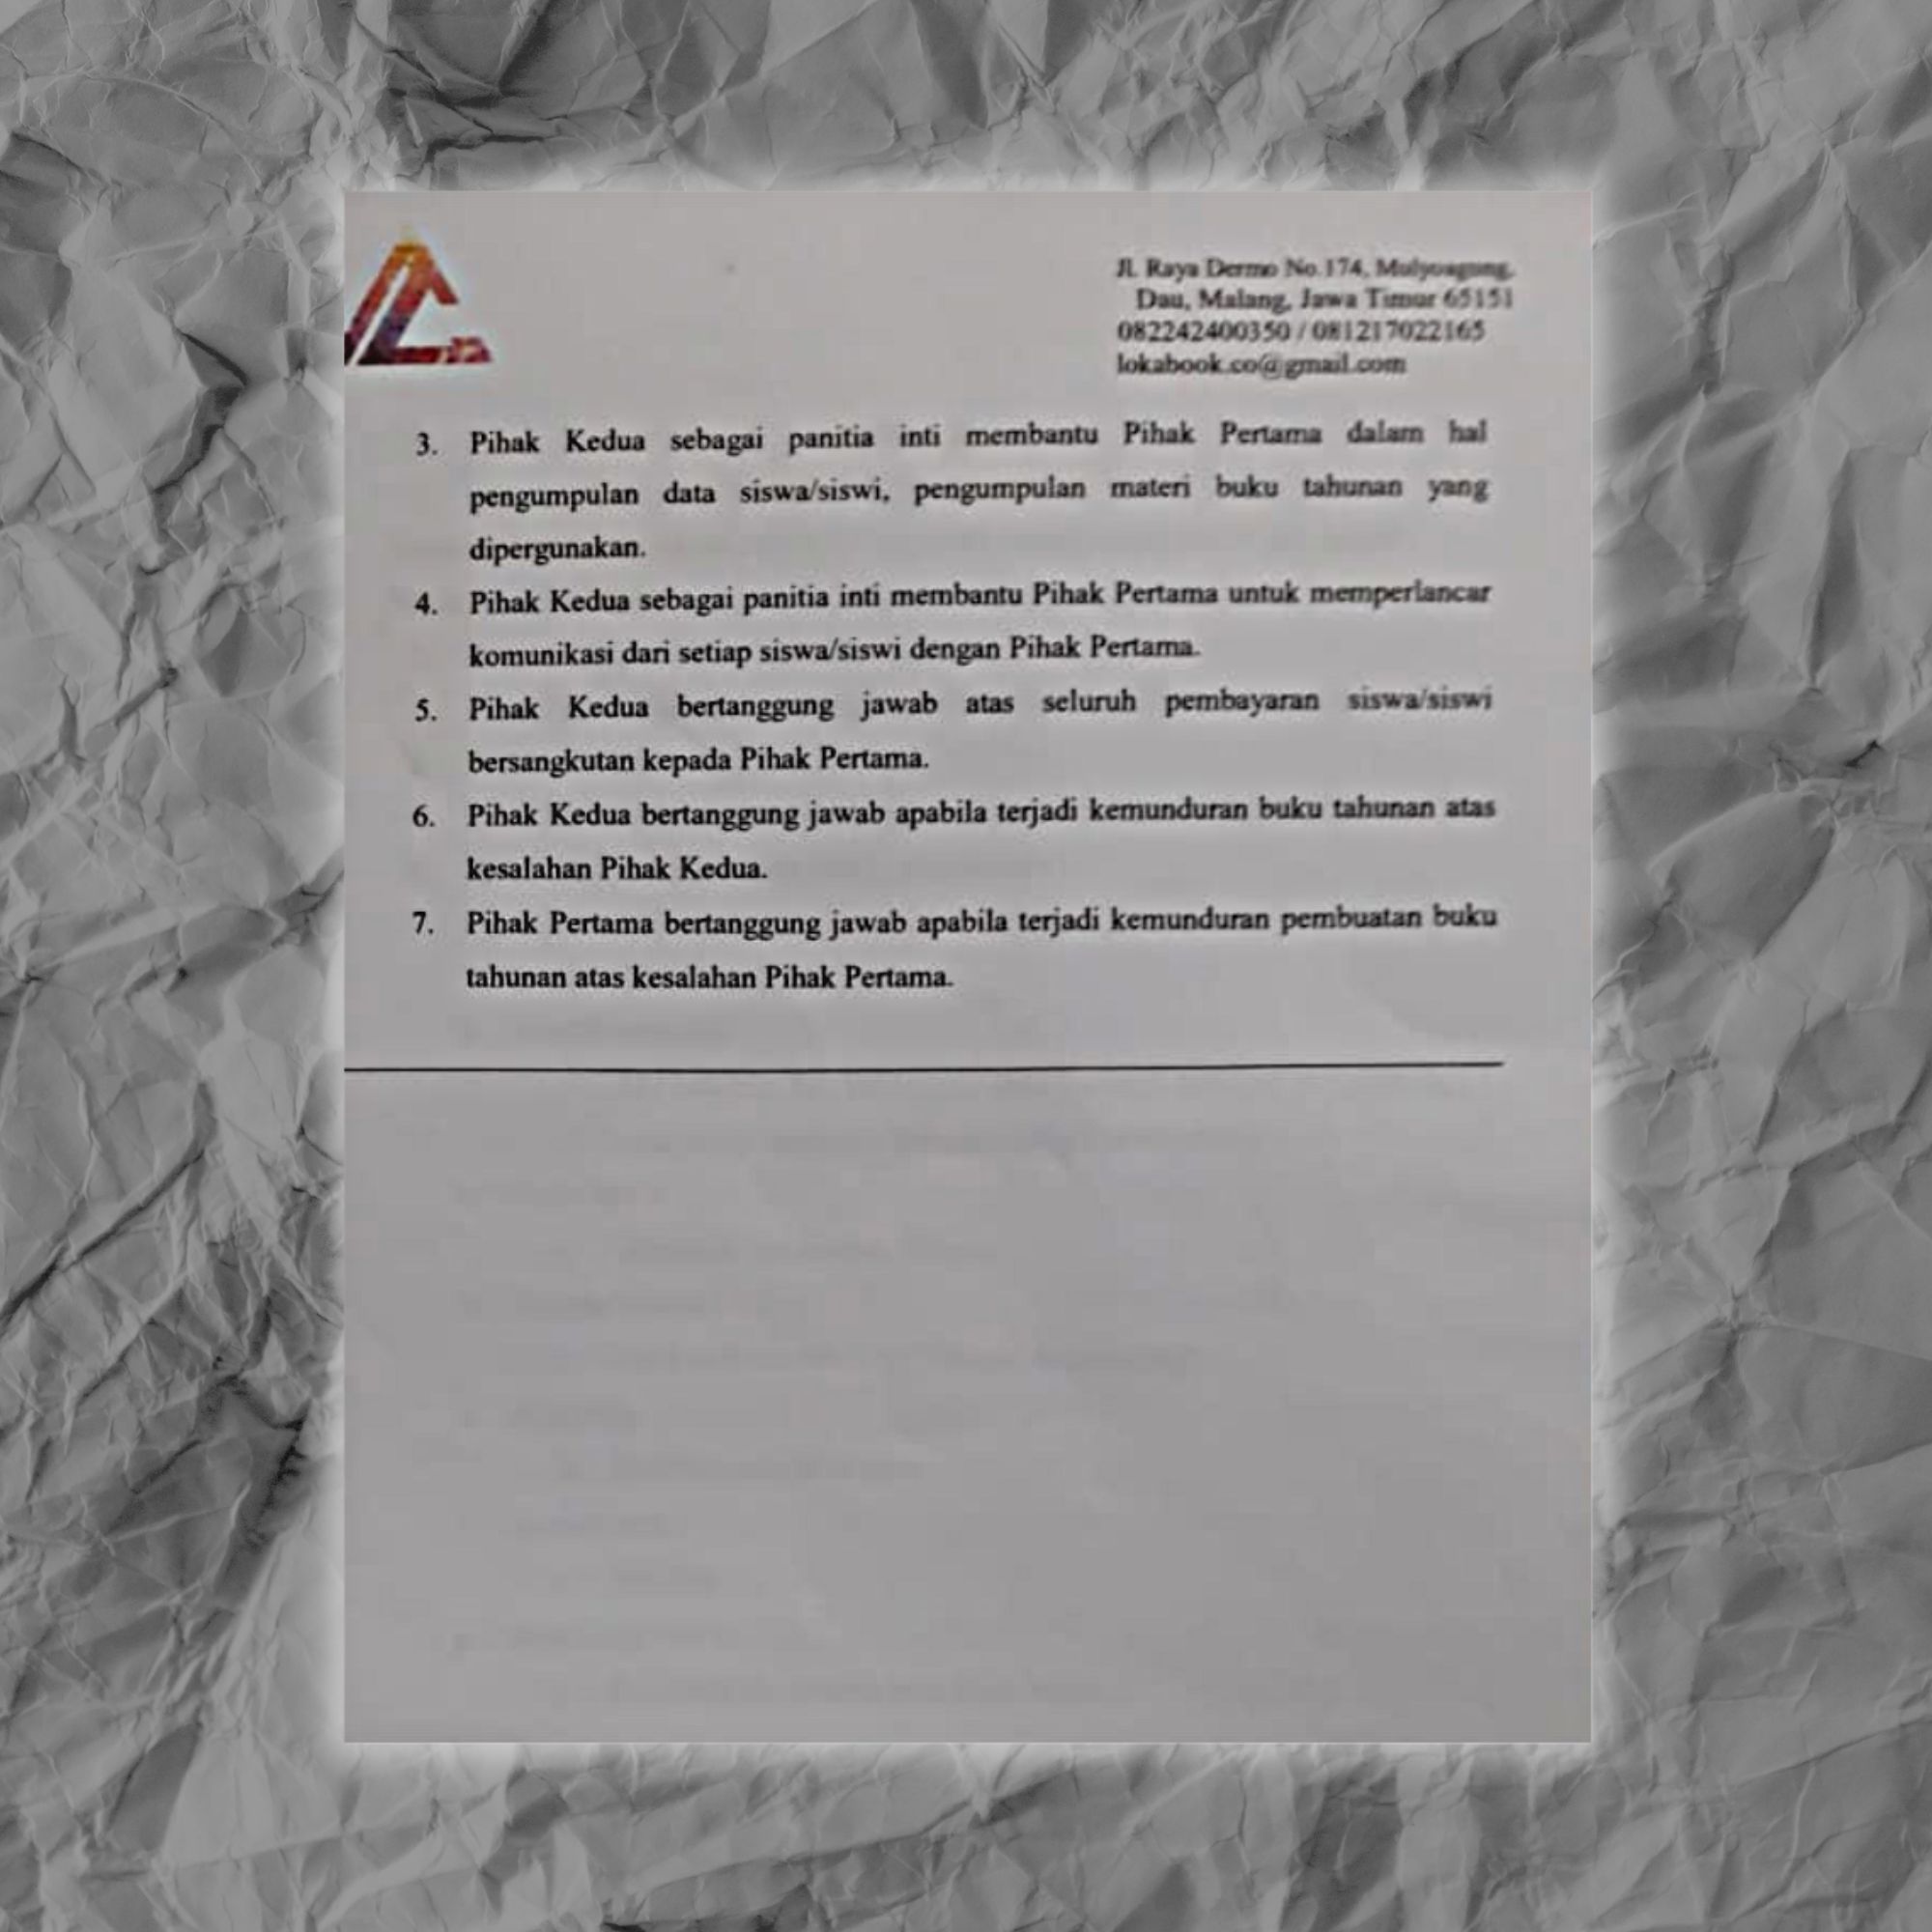 Jl. Raya Dermo No.174, Mulyoagung,
Dau, Malang, Jawa Timur 65151
082242400350 / 081217022165
lokabook.co@gmail.com
3. Pihak Kedua sebagai panitia inti membantu Pihak Pertama dalam hal
pengumpulan data siswa/siswi, pengumpulan materi buku tahunan yang
dipergunakan.
4. Pihak Kedua sebagai panitia inti membantu Pihak Pertama untuk memperlancar
komunikasi dari setiap siswa/siswi dengan Pihak Pertama.
5. Pihak Kedua bertanggung jawab atas seluruh pembayaran siswa/siswi
bersangkutan kepada Pihak Pertama.
6. Pihak Kedua bertanggung jawab apabila terjadi kemunduran buku tahunan atas
kesalahan Pihak Kedua.
7. Pihak Pertama bertanggung jawab apabila terjadi kemunduran pembuatan buku
tahunan atas kesalahan Pihak Pertama.